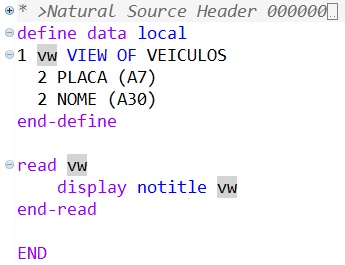 * >Natural Source Header 000000
define data local
1 vw VIEW OF VEICULOS
  2 PLACA (A7)
  2 NOME (A30)
end-define
read vw
    display notitle vw
end-read
END